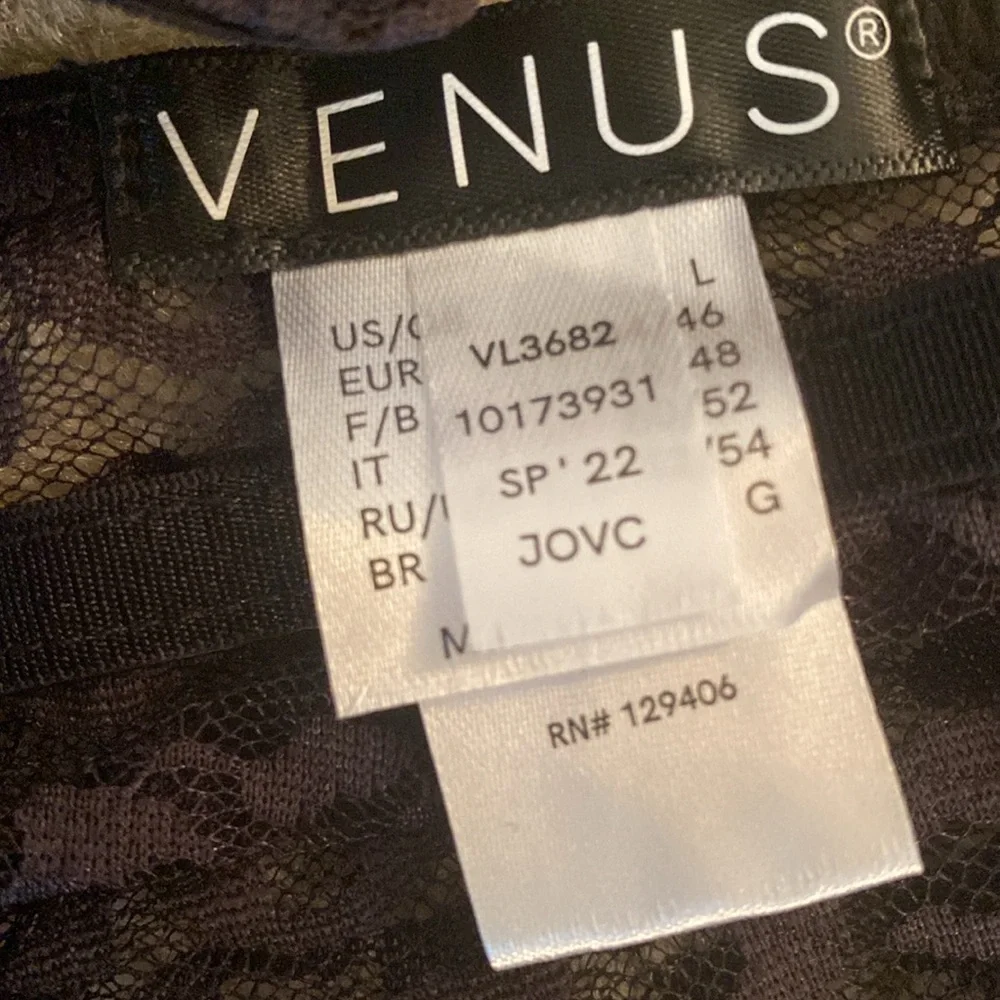 VENUS®
US/C L
EUR 46
F/B 48
IT 52
RU/ '54
BR G
M
VL3682
10173931
SP'22
JOVC
RN# 129406